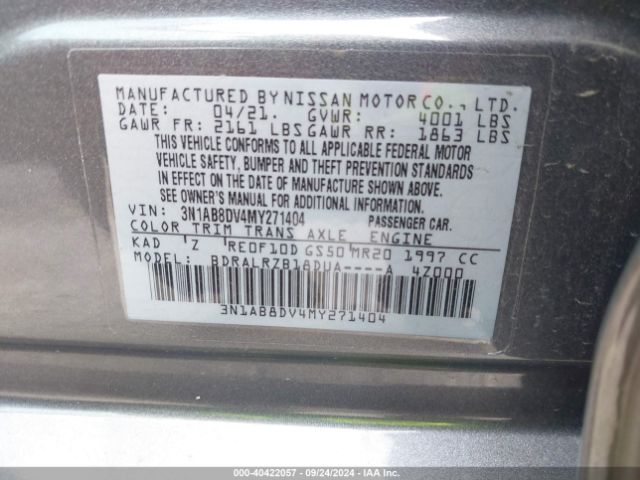 MANUFACTURED BY NISSAN MOTOR CO., LTD.
DATE: 04/21. GVWR: 4001 LBS
GAWR FR: 2161 LBS GAWR RR: 1863 LBS
THIS VEHICLE CONFORMS TO ALL APPLICABLE FEDERAL MOTOR
VEHICLE SAFETY, BUMPER AND THEFT PREVENTION STANDARDS
IN EFFECT ON THE DATE OF MANUFACTURE SHOWN ABOVE.
SEE OWNER'S MANUAL FOR ADDITIONAL INFORMATION.
VIN: 3N1AB8DV4MY271404 PASSENGER CAR.
COLOR TRIM TRANS AXLE ENGINE
KAD Z RE0F10D GS50 MR20 1997 CC
MODEL: BDRALRZB18DUA----A 4Z000
3N1AB8DV4MY271404
000-40422057 - 09/24/2024 - IAA Inc.